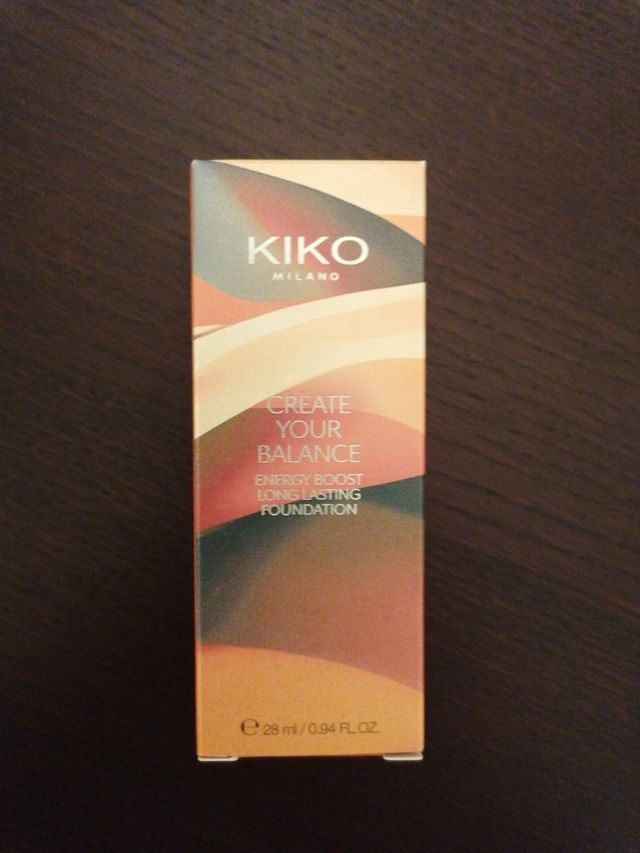 KIKO
MILANO
CREATE
YOUR
BALANCE
ENERGY BOOST
LONG LASTING
FOUNDATION
℮ 28 ml / 0.94 FL.OZ.